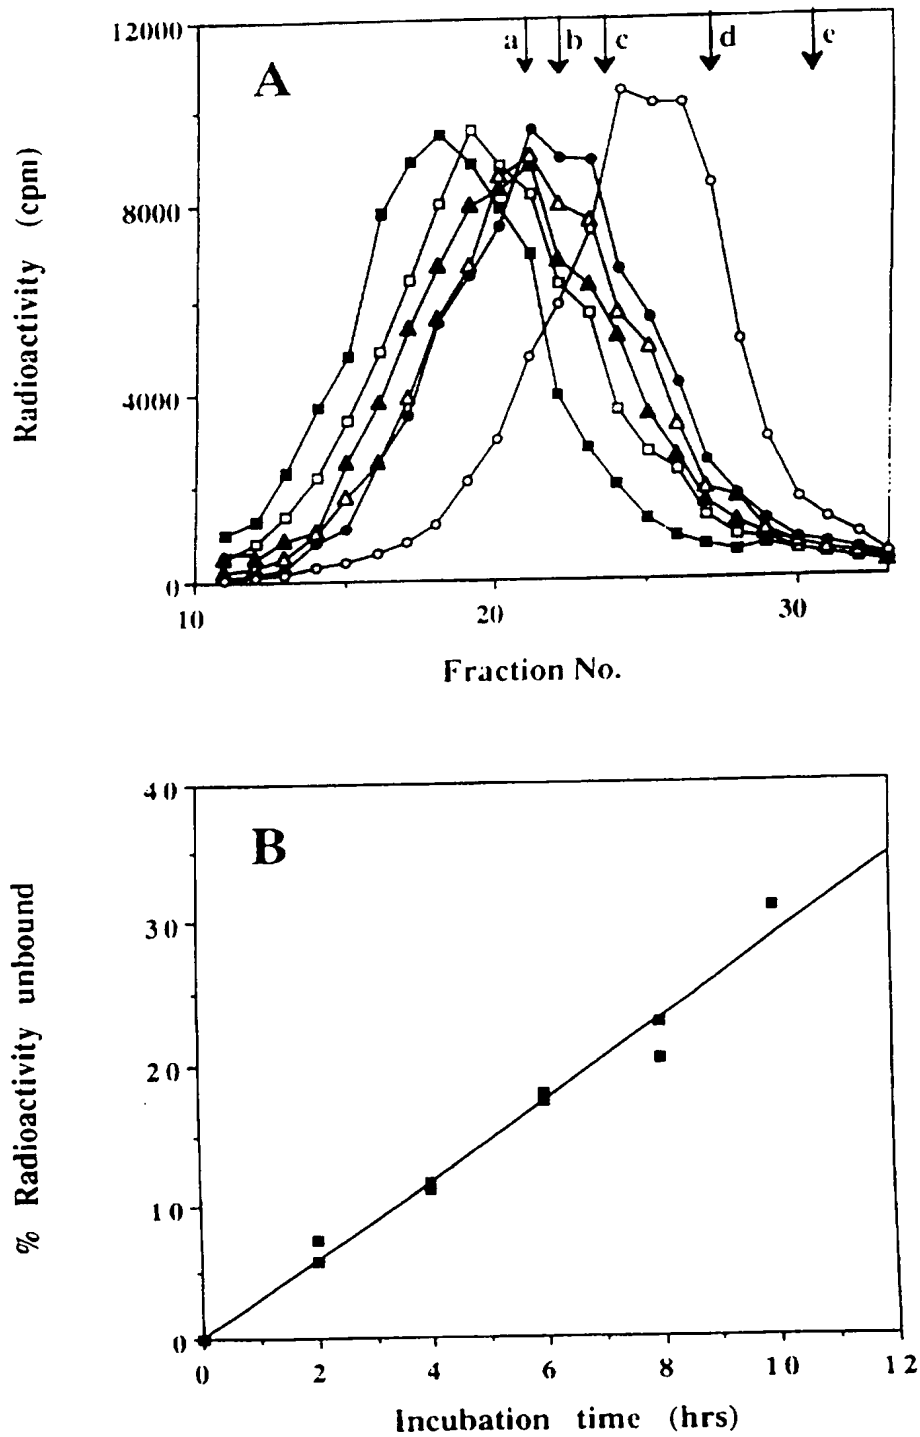 12000
a b c d e
A
8000
4000
0
10 20 30
Radioactivity (cpm)
Fraction No.
40
B
30
20
10
0
0 2 4 6 8 10 12
% Radioactivity unbound
Incubation time (hrs)